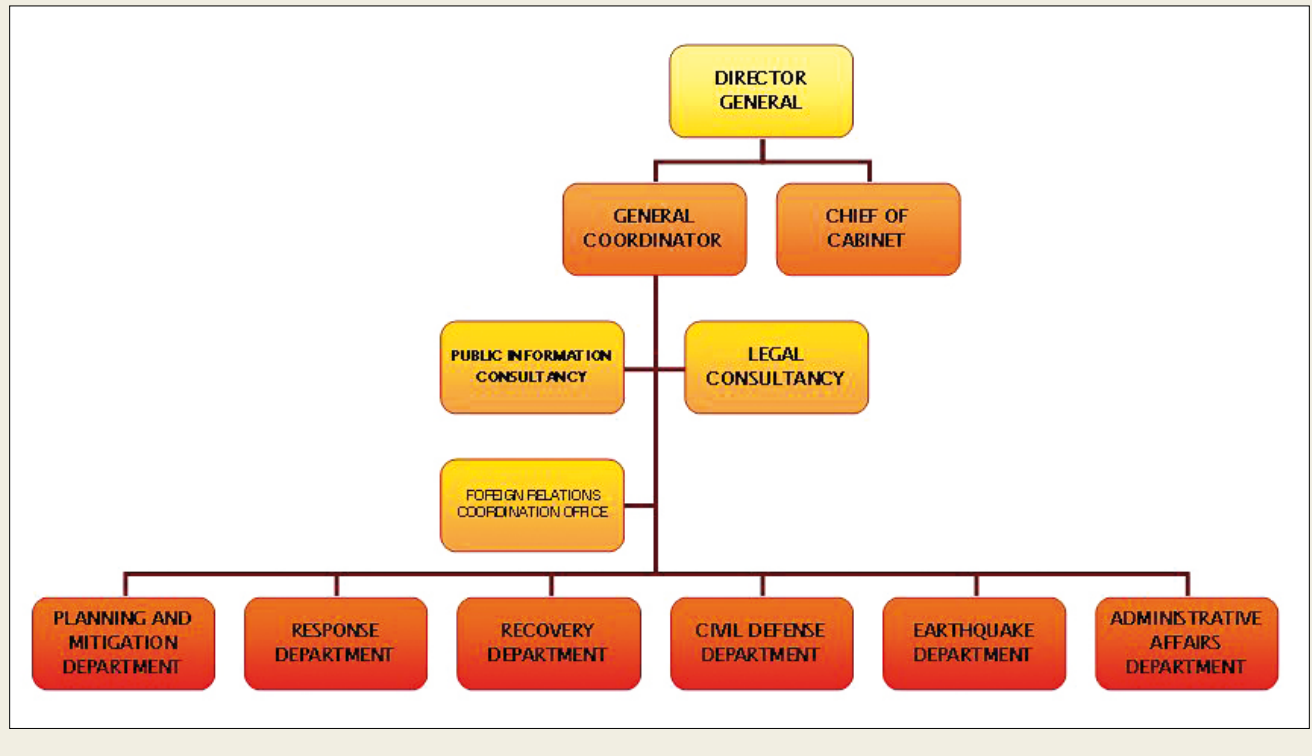 DIRECTOR
GENERAL
GENERAL
COORDINATOR
CHIEF OF
CABINET
PUBLIC INFORMATION
CONSULTANCY
LEGAL
CONSULTANCY
FOREIGN RELATIONS
COORDINATION OFFICE
PLANNING AND
MITIGATION
DEPARTMENT
RESPONSE
DEPARTMENT
RECOVERY
DEPARTMENT
CIVIL DEFENSE
DEPARTMENT
EARTHQUAKE
DEPARTMENT
ADMINISTRATIVE
AFFAIRS
DEPARTMENT